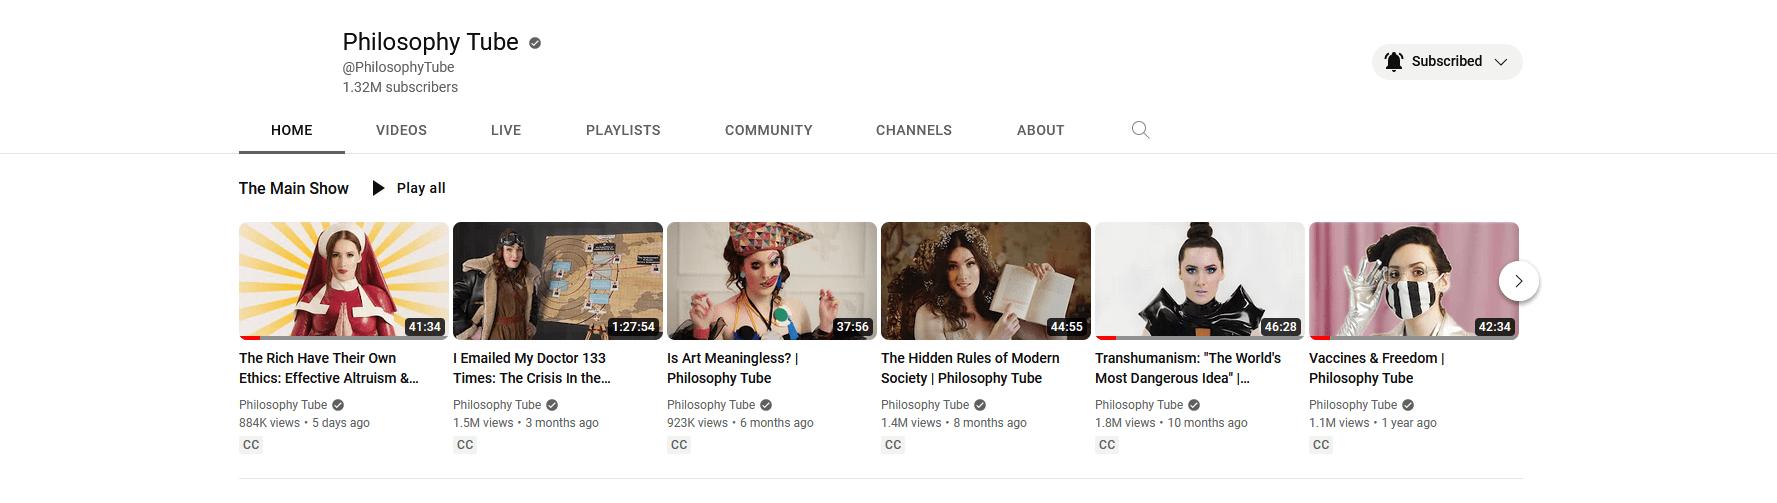 Philosophy Tube
@PhilosophyTube
1.32M subscribers
Subscribed
HOME VIDEOS LIVE PLAYLISTS COMMUNITY CHANNELS ABOUT
The Main Show Play all
41:34
The Rich Have Their Own
Ethics: Effective Altruism &...
Philosophy Tube
884K views • 5 days ago
CC
1:27:54
I Emailed My Doctor 133
Times: The Crisis In the...
Philosophy Tube
1.5M views • 3 months ago
CC
37:56
Is Art Meaningless? |
Philosophy Tube
Philosophy Tube
923K views • 6 months ago
CC
44:55
The Hidden Rules of Modern
Society | Philosophy Tube
Philosophy Tube
1.4M views • 8 months ago
CC
46:28
Transhumanism: "The World's
Most Dangerous Idea" |...
Philosophy Tube
1.8M views • 10 months ago
CC
42:34
Vaccines & Freedom |
Philosophy Tube
Philosophy Tube
1.1M views • 1 year ago
CC